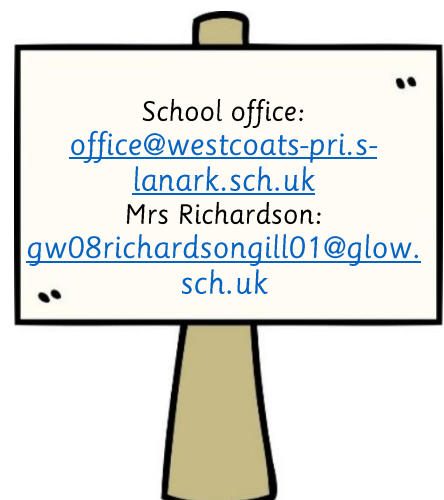 School office:
office@westcoats-pri.s-
lanark.sch.uk
Mrs Richardson:
gw08richardsongill01@glow.
sch.uk